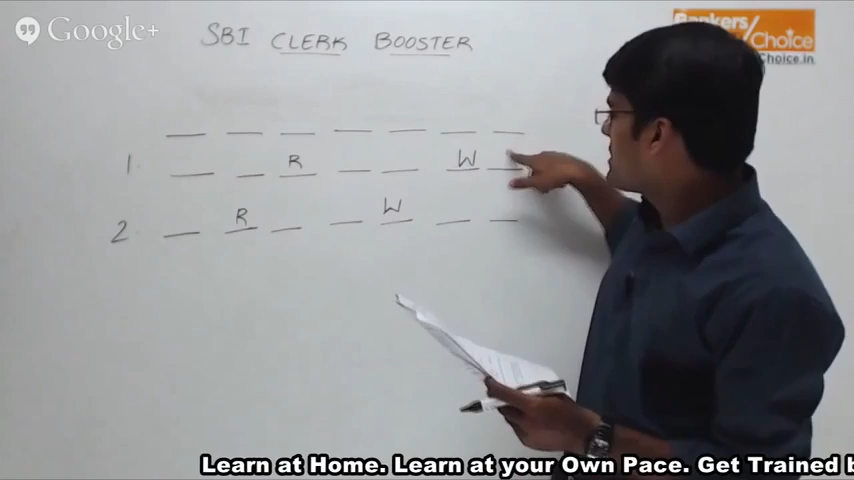 Google+
SBI CLERK BOOSTER
Bankers
Choice
Choice.in
1. R W
2 R W
Learn at Home. Learn at your Own Pace. Get Trained b